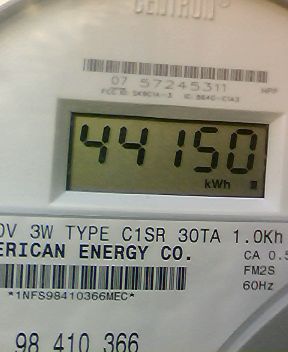 CENTRON
07 57245311
44150
kWh
0V 3W TYPE C1SR 30TA 1.0Kh
ERICAN ENERGY CO.
CA 0.5
FM2S
*1NFS98410366MEC*
60Hz
98 410 366